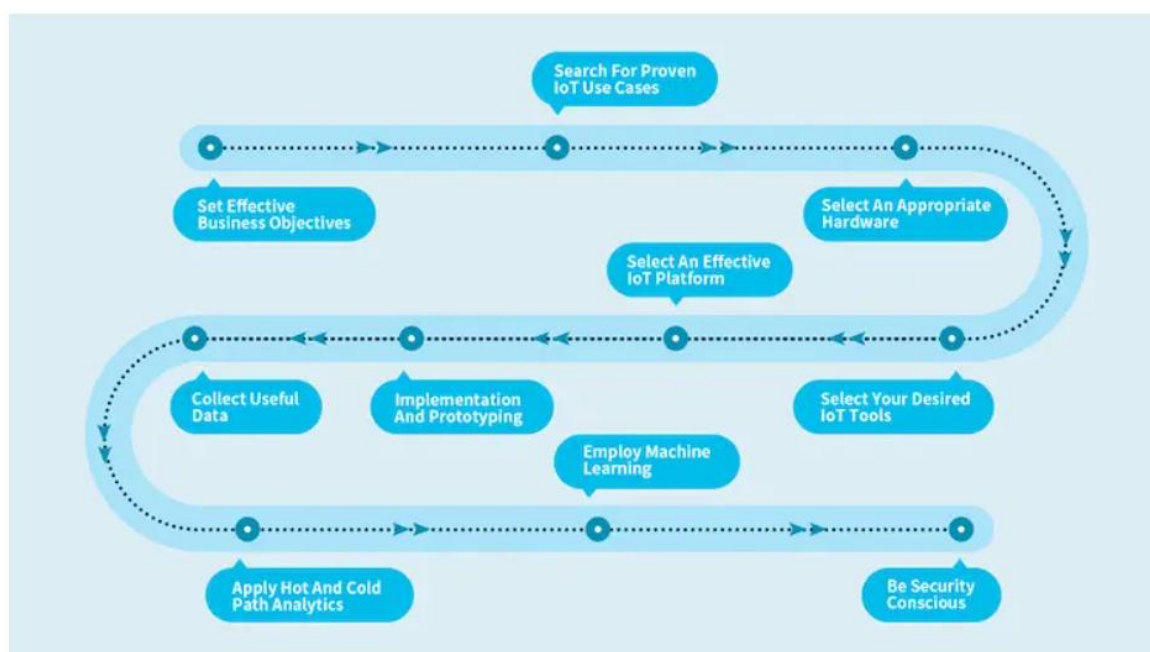 Set Effective
Business Objectives
Search For Proven
IoT Use Cases
Select An Appropriate
Hardware
Select Your Desired
IoT Tools
Select An Effective
IoT Platform
Implementation
And Prototyping
Collect Useful
Data
Apply Hot And Cold
Path Analytics
Employ Machine
Learning
Be Security
Conscious